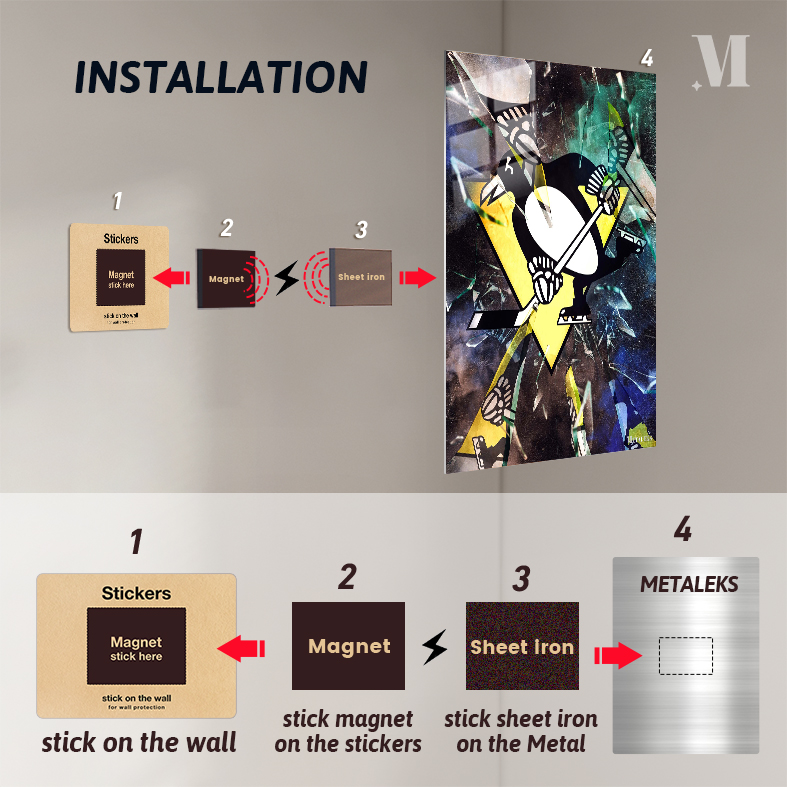 INSTALLATION
M
4
1
2
3
Stickers
Magnet
stick here
stick on the wall
for wall protection
Magnet
Sheet iron
1
2
3
4
Stickers
Magnet
stick here
stick on the wall
for wall protection
Magnet
Sheet iron
METALEKS
stick on the wall
stick magnet
on the stickers
stick sheet iron
on the Metal